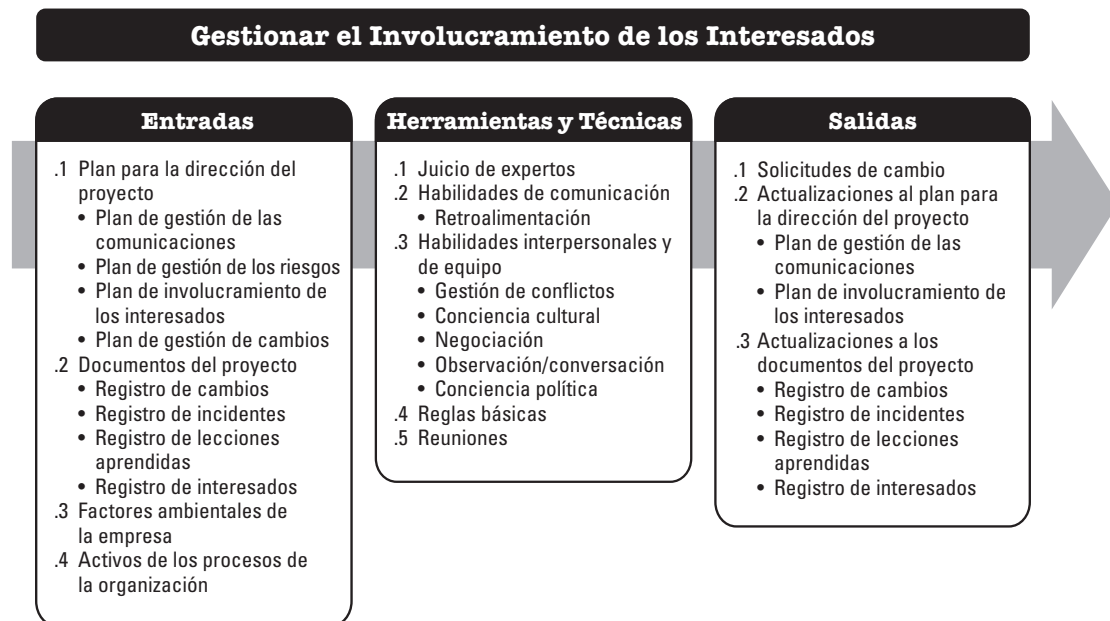 Gestionar el Involucramiento de los Interesados
Entradas
.1 Plan para la dirección del
proyecto
• Plan de gestión de las
comunicaciones
• Plan de gestión de los riesgos
• Plan de involucramiento de
los interesados
• Plan de gestión de cambios
.2 Documentos del proyecto
• Registro de cambios
• Registro de incidentes
• Registro de lecciones
aprendidas
• Registro de interesados
.3 Factores ambientales de
la empresa
.4 Activos de los procesos de
la organización
Herramientas y Técnicas
.1 Juicio de expertos
.2 Habilidades de comunicación
• Retroalimentación
.3 Habilidades interpersonales y
de equipo
• Gestión de conflictos
• Conciencia cultural
• Negociación
• Observación/conversación
• Conciencia política
.4 Reglas básicas
.5 Reuniones
Salidas
.1 Solicitudes de cambio
.2 Actualizaciones al plan para
la dirección del proyecto
• Plan de gestión de las
comunicaciones
• Plan de involucramiento de
los interesados
.3 Actualizaciones a los
documentos del proyecto
• Registro de cambios
• Registro de incidentes
• Registro de lecciones
aprendidas
• Registro de interesados